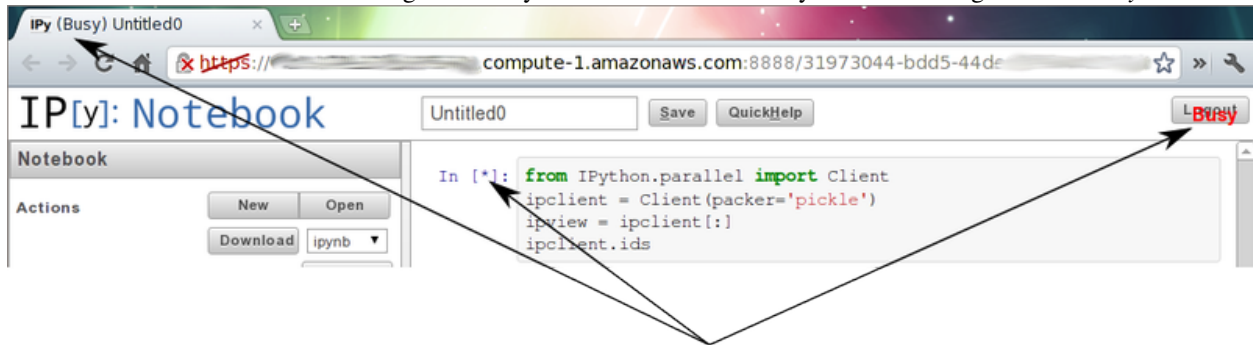 IPy (Busy) Untitled0
https:// compute-1.amazonaws.com:8888/31973044-bdd5-44de
IP[y]: Notebook Untitled0 Save QuickHelp Logout Busy
Notebook
In [*]: from IPython.parallel import Client
ipclient = Client(packer='pickle')
ipview = ipclient[:]
ipclient.ids
Actions New Open
Download ipynb